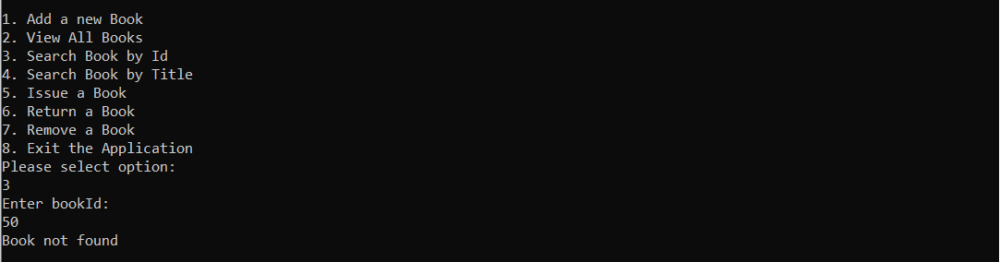 1. Add a new Book
2. View All Books
3. Search Book by Id
4. Search Book by Title
5. Issue a Book
6. Return a Book
7. Remove a Book
8. Exit the Application
Please select option:
3
Enter bookId:
50
Book not found